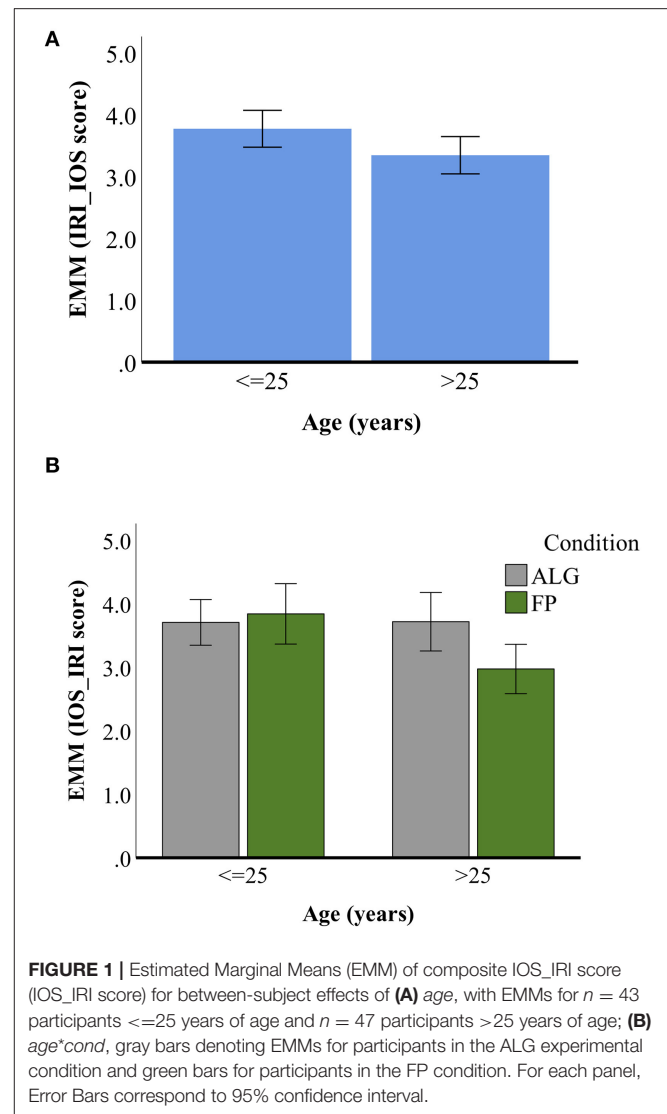 A
EMM (IRI_IOS score)
5.0
4.0
3.0
2.0
1.0
.0
<=25
>25
Age (years)
B
EMM (IOS_IRI score)
5.0
4.0
3.0
2.0
1.0
.0
Condition
ALG
FP
<=25
>25
Age (years)
FIGURE 1 | Estimated Marginal Means (EMM) of composite IOS_IRI score
(IOS_IRI score) for between-subject effects of (A) age, with EMMs for n = 43
participants <=25 years of age and n = 47 participants >25 years of age; (B)
age*cond, gray bars denoting EMMs for participants in the ALG experimental
condition and green bars for participants in the FP condition. For each panel,
Error Bars correspond to 95% confidence interval.